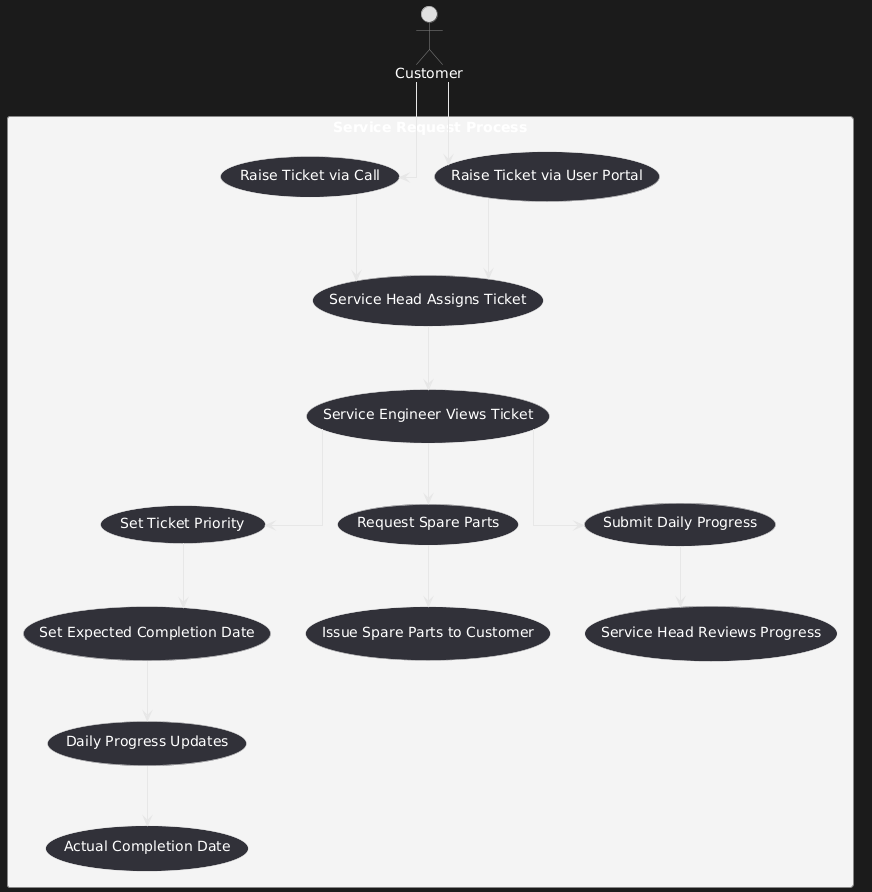 Customer
Service Request Process
Raise Ticket via Call
Raise Ticket via User Portal
Service Head Assigns Ticket
Service Engineer Views Ticket
Set Ticket Priority
Request Spare Parts
Submit Daily Progress
Set Expected Completion Date
Issue Spare Parts to Customer
Service Head Reviews Progress
Daily Progress Updates
Actual Completion Date